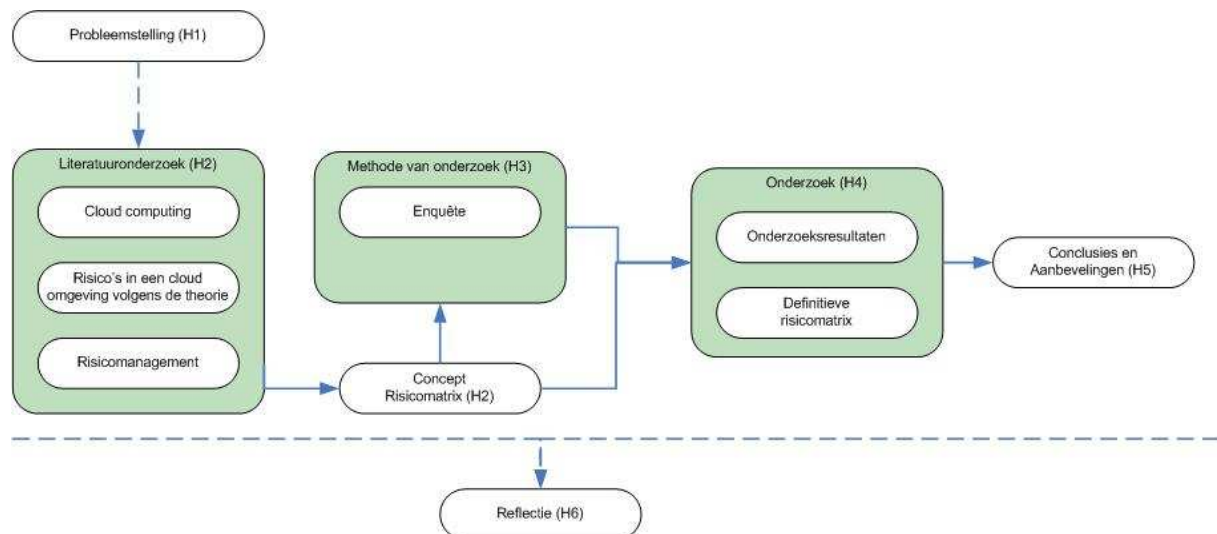 Probleemstelling (H1)
Literatuuronderzoek (H2)
Cloud computing
Risico's in een cloud
omgeving volgens de theorie
Risicomanagement
Methode van onderzoek (H3)
Enquête
Concept
Risicomatrix (H2)
Onderzoek (H4)
Onderzoeksresultaten
Definitieve
risicomatrix
Conclusies en
Aanbevelingen (H5)
Reflectie (H6)